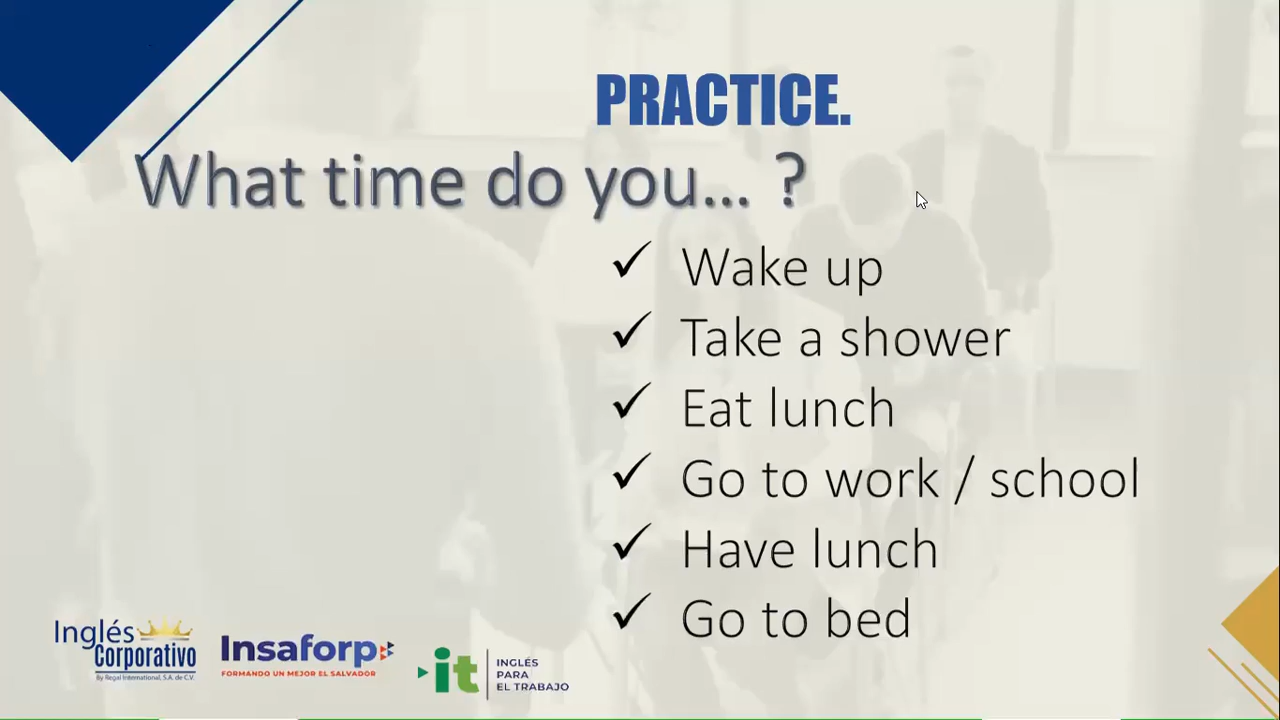 PRACTICE.
What time do you... ?
✓ Wake up
✓ Take a shower
✓ Eat lunch
✓ Go to work / school
✓ Have lunch
✓ Go to bed
Inglés
Corporativo
By Regal International, S.A. de C.V.
Insaforp
FORMANDO UN MEJOR EL SALVADOR
it
INGLÉS
PARA
EL TRABAJO